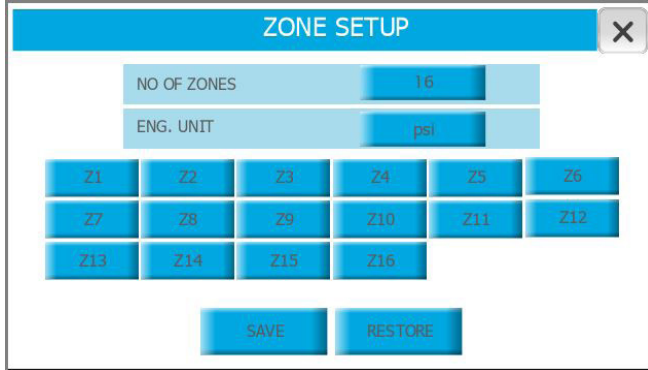 ZONE SETUP
NO OF ZONES 16
ENG. UNIT psi
Z1 Z2 Z3 Z4 Z5 Z6
Z7 Z8 Z9 Z10 Z11 Z12
Z13 Z14 Z15 Z16
SAVE RESTORE